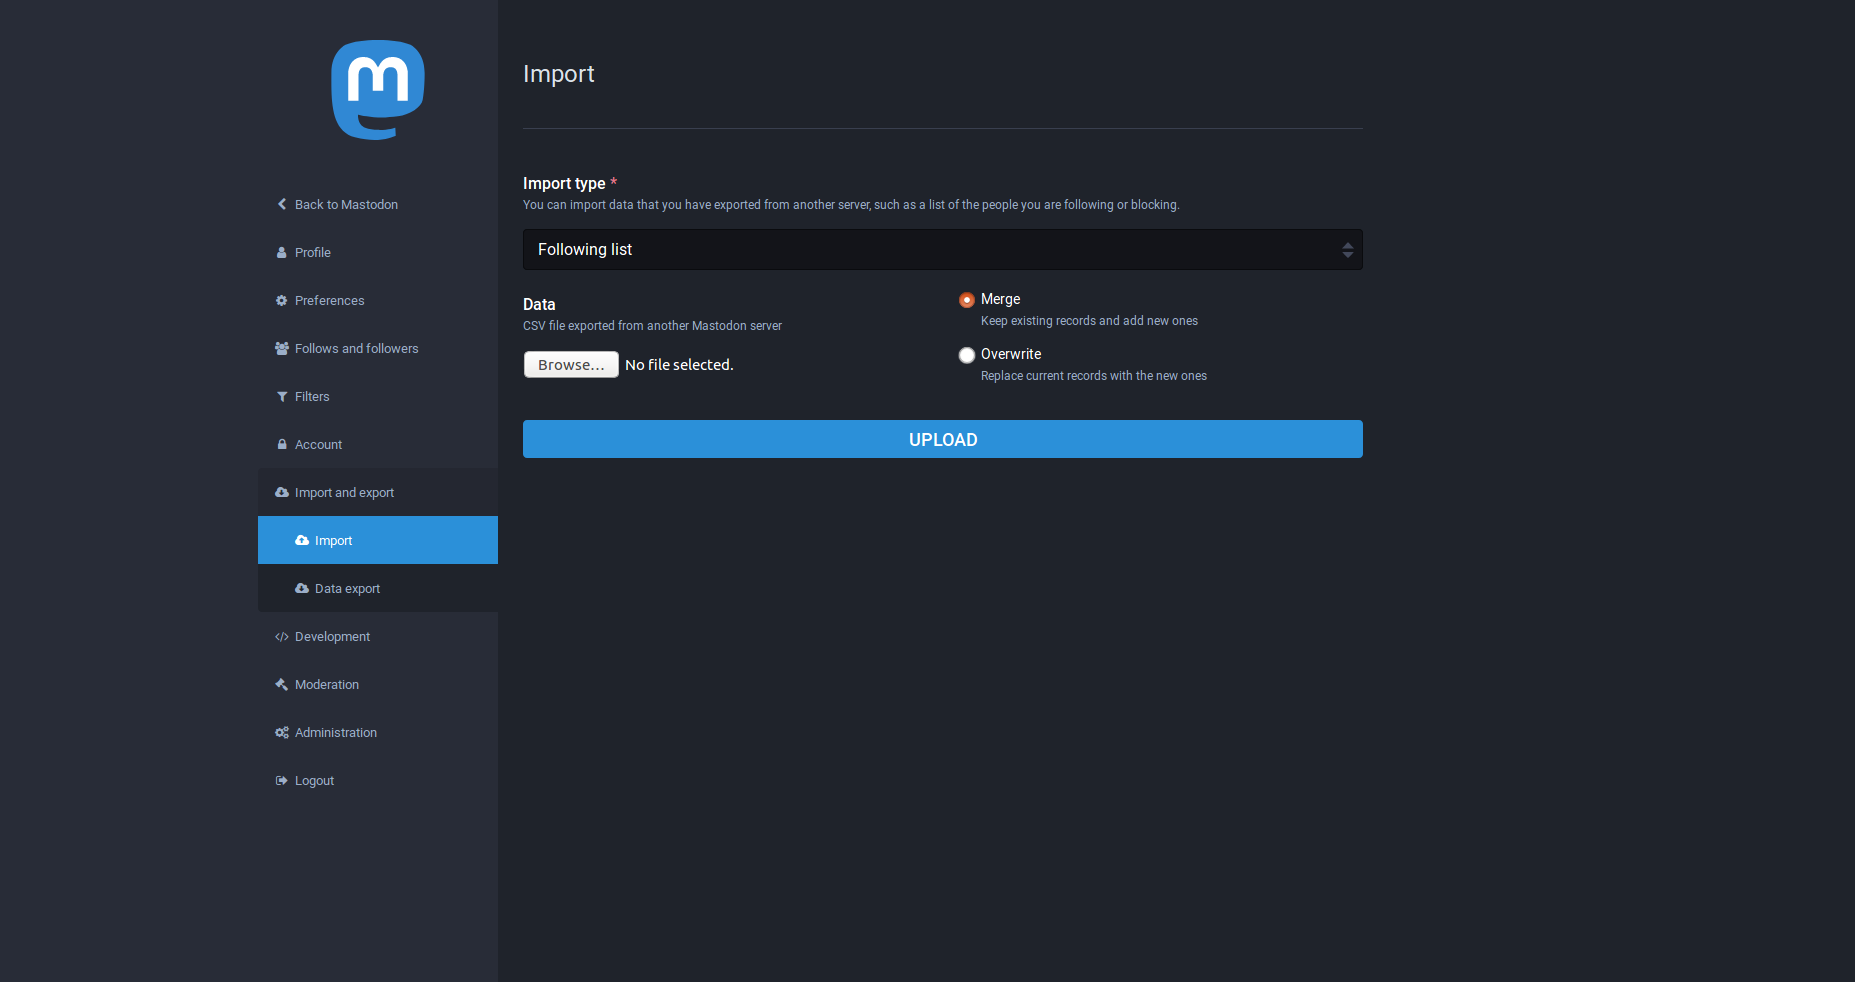 m
Back to Mastodon
Profile
Preferences
Follows and followers
Filters
Account
Import and export
Import
Data export
Development
Moderation
Administration
Logout
Import
Import type *
You can import data that you have exported from another server, such as a list of the people you are following or blocking.
Following list
Data
CSV file exported from another Mastodon server
Browse... No file selected.
Merge
Keep existing records and add new ones
Overwrite
Replace current records with the new ones
UPLOAD